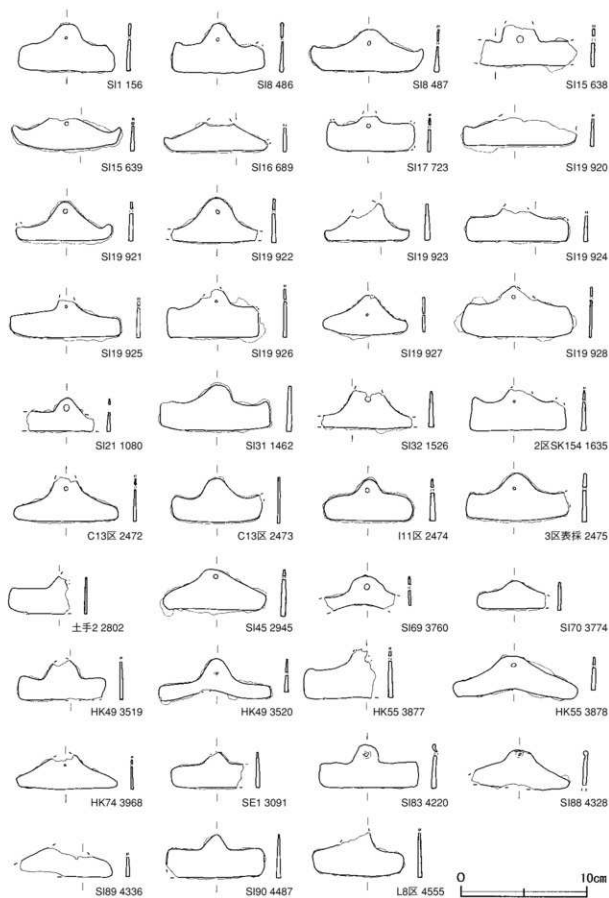 SI1 156
SI8 486
SI8 487
SI15 638
SI15 639
SI16 689
SI17 723
SI19 920
SI19 921
SI19 922
SI19 923
SI19 924
SI19 925
SI19 926
SI19 927
SI19 928
SI21 1080
SI31 1462
SI32 1526
2区SK154 1635
C13区 2472
C13区 2473
I11区 2474
3区表採 2475
土手2 2802
SI45 2945
SI69 3760
SI70 3774
HK49 3519
HK49 3520
HK55 3877
HK55 3878
HK74 3968
SE1 3091
SI83 4220
SI88 4328
SI89 4336
SI90 4487
L8区 4555
0 10cm